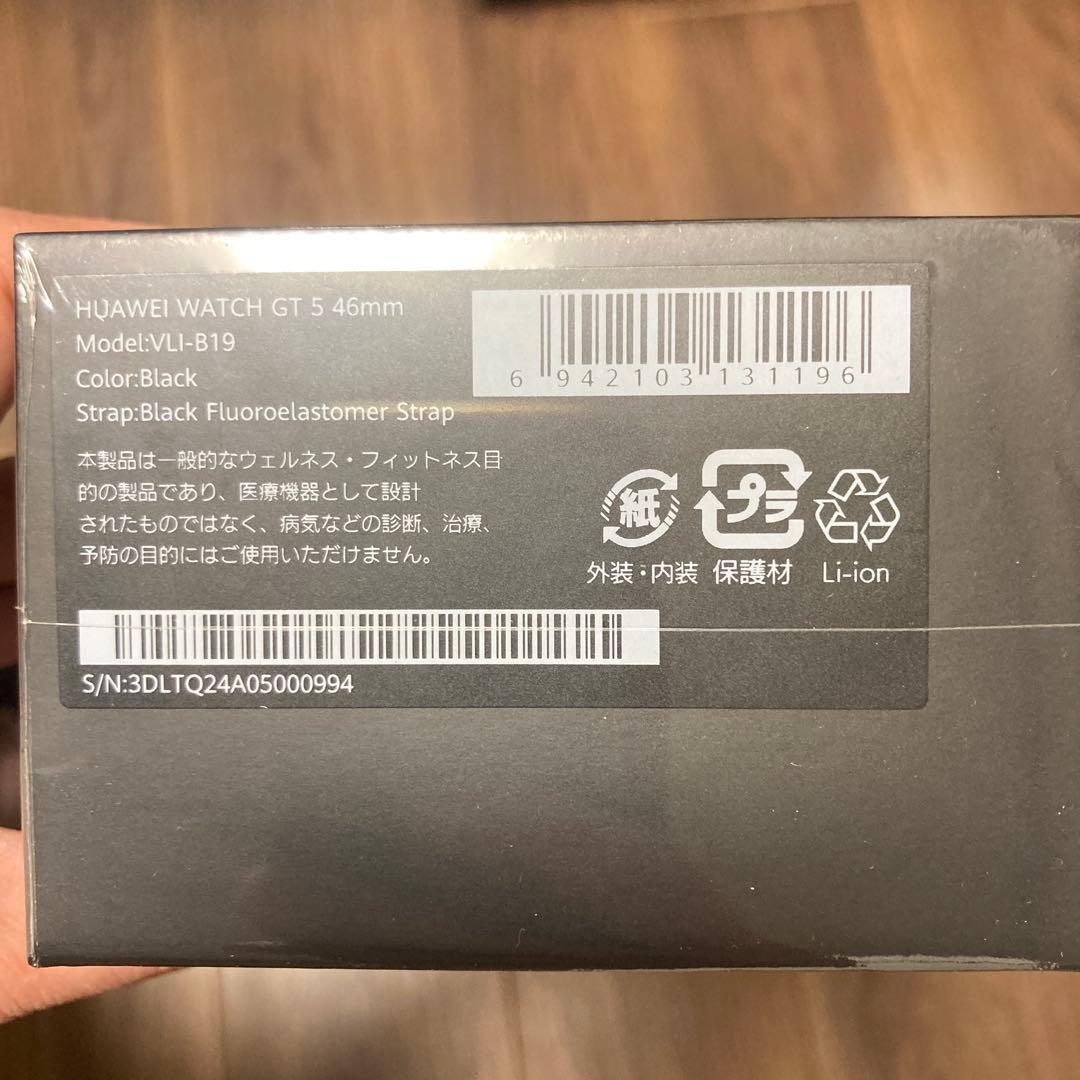 HUAWEI WATCH GT 5 46mm
Model:VLI-B19
Color:Black
Strap:Black Fluoroelastomer Strap
6 942103 131196
本製品は一般的なウェルネス・フィットネス目
的の製品であり、医療機器として設計
されたものではなく、病気などの診断、治療、
予防の目的にはご使用いただけません。
紙
プラ
外装・内装 保護材 Li-ion
S/N:3DLTQ24A05000994